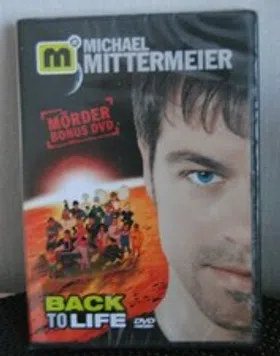 m°
MICHAEL
MITTERMEIER
MÖRDER
BONUS DVD
BACK
TO LIFE
DVD